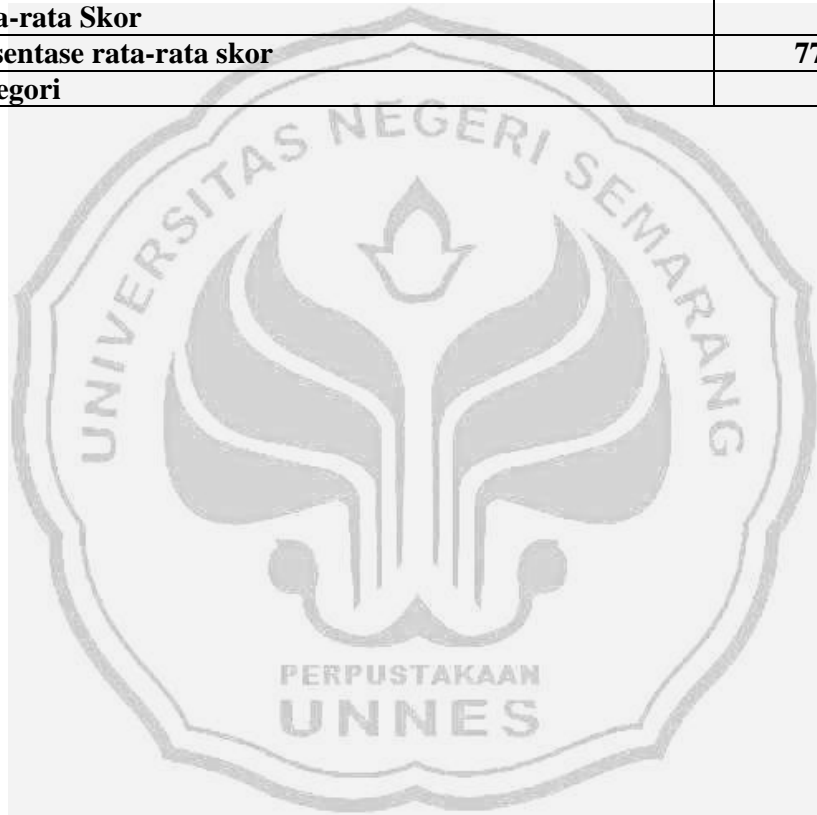 a-rata Skor
sentase rata-rata skor 77
egori
UNIVERSITAS NEGERI SEMARANG
PERPUSTAKAAN
UNNES